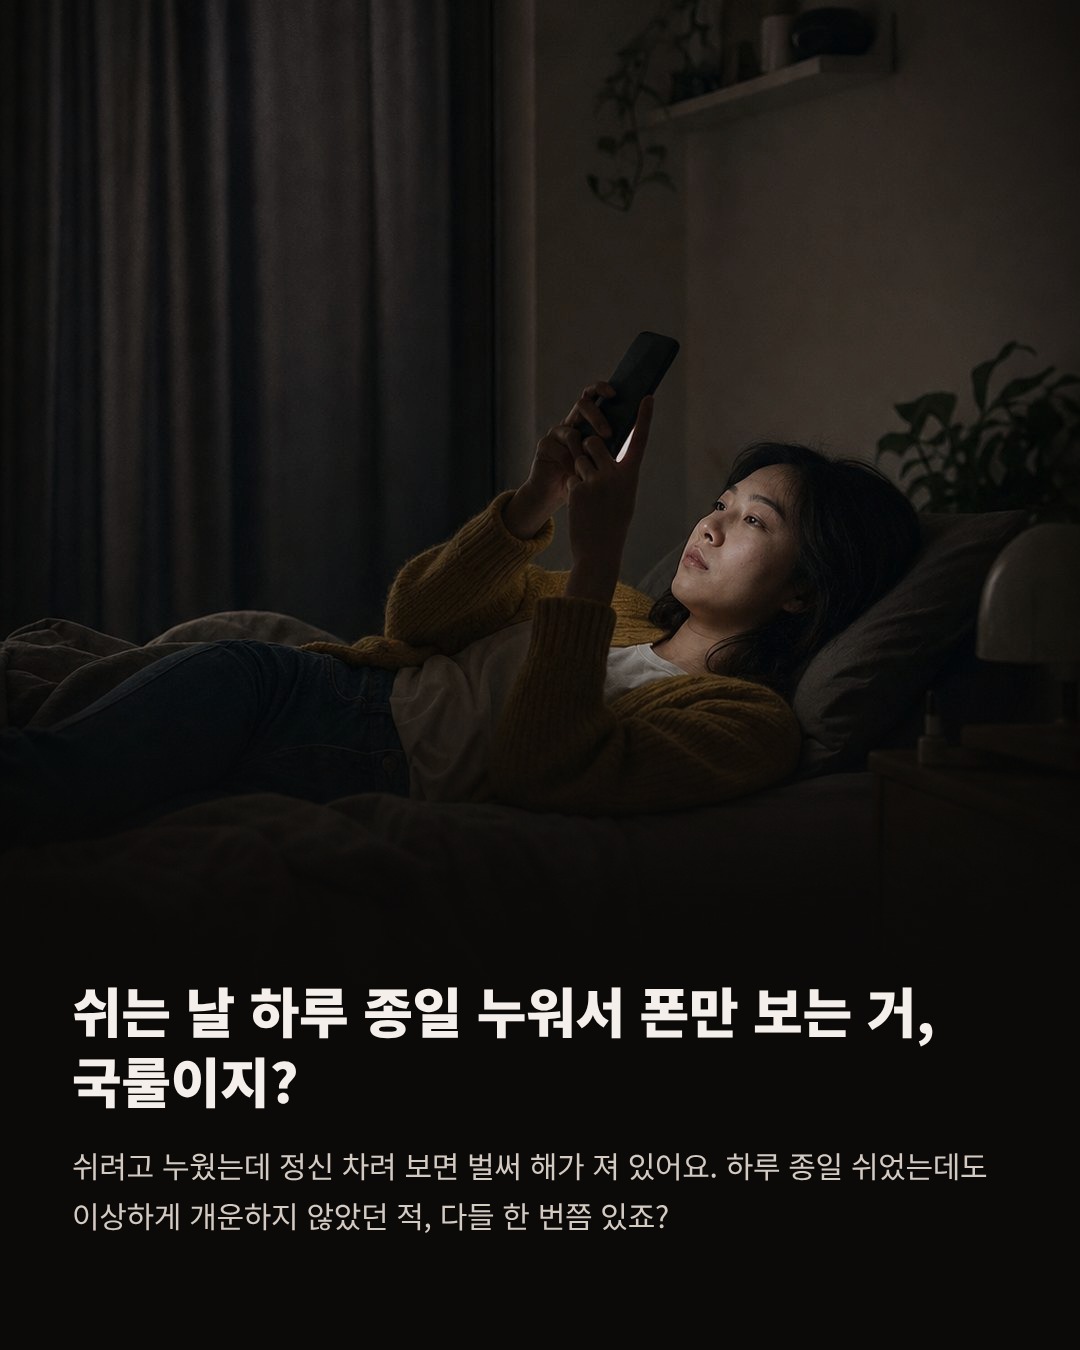 쉬는 날 하루 종일 누워서 폰만 보는 거,
국룰이지?
쉬려고 누웠는데 정신 차려 보면 벌써 해가 져 있어요. 하루 종일 쉬었는데도
이상하게 개운하지 않았던 적, 다들 한 번쯤 있죠?